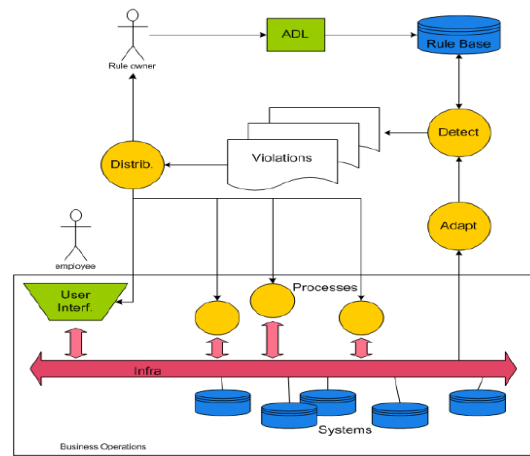 ADL
Rule Base
Rule owner
Detect
Violations
Distrib.
Adapt
employee
User
Interf.
Processes
Infra
Systems
Business Operations